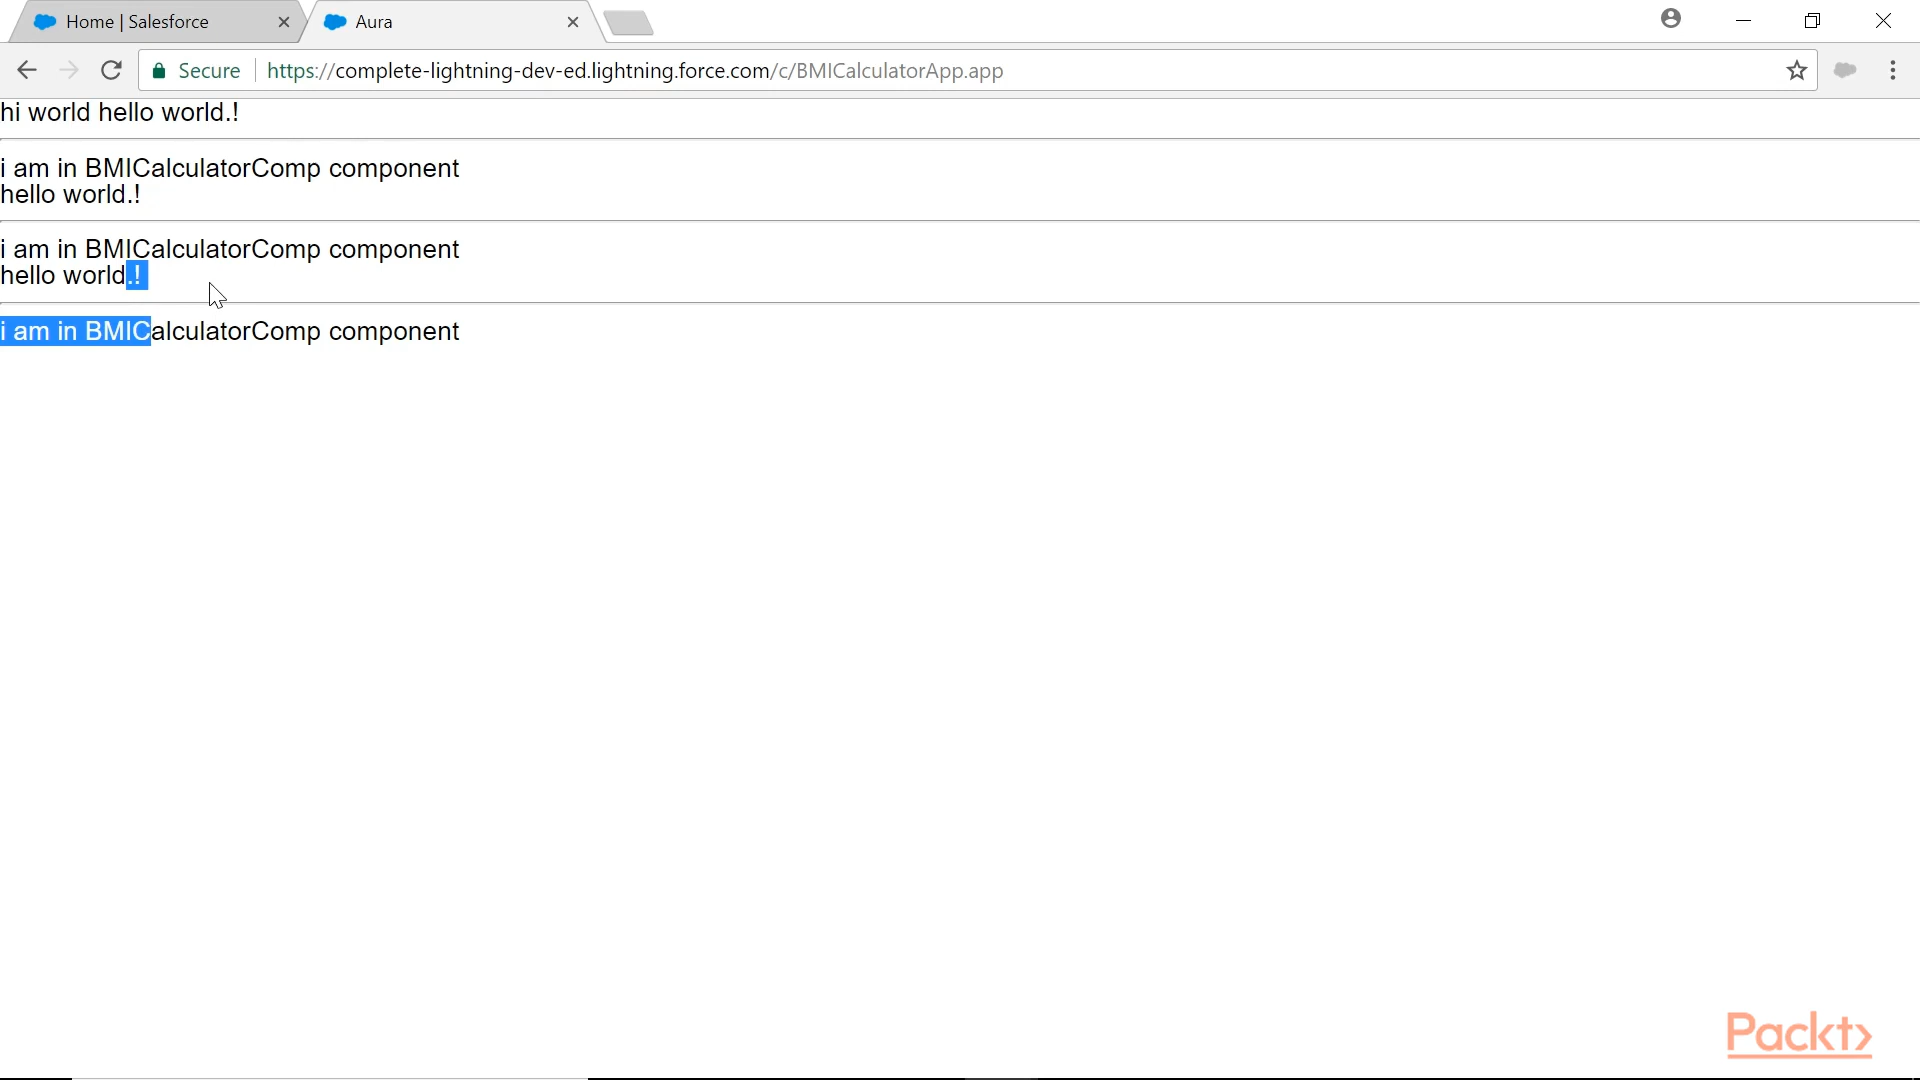 Home | Salesforce
Aura
Secure
https://complete-lightning-dev-ed.lightning.force.com/c/BMICalculatorApp.app
hi world hello world.!
i am in BMICalculatorComp component
hello world.!
i am in BMICalculatorComp component
hello world.!
i am in BMICalculatorComp component
Packt>